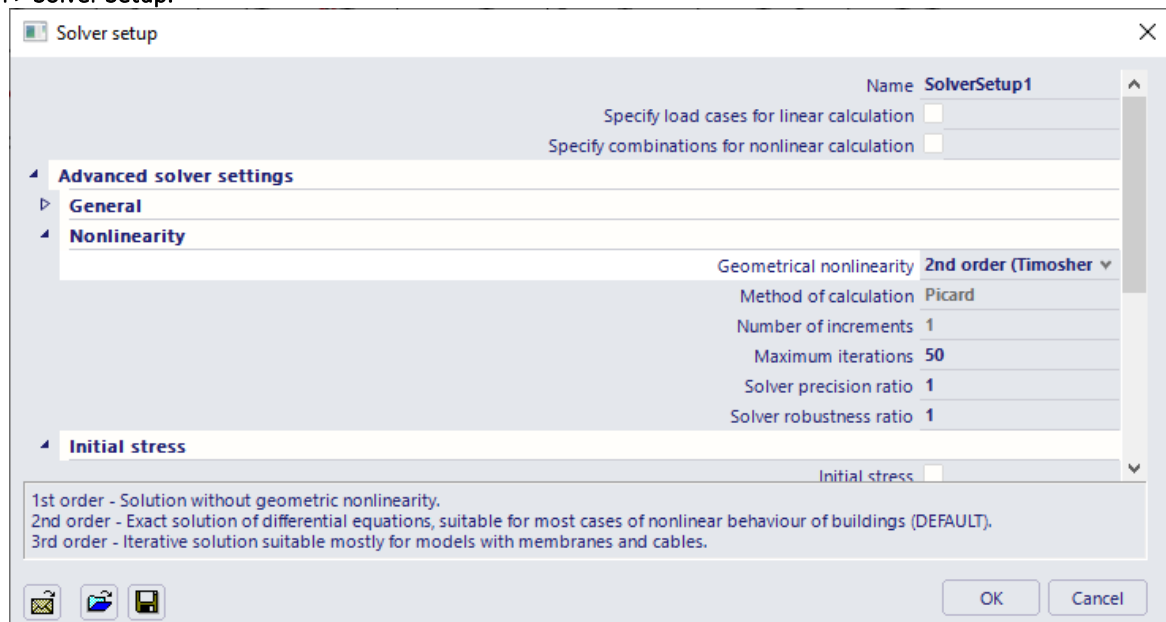 Solver setup
Name SolverSetup1
Specify load cases for linear calculation
Specify combinations for nonlinear calculation
Advanced solver settings
General
Nonlinearity
Geometrical nonlinearity 2nd order (Timosher
Method of calculation Picard
Number of increments 1
Maximum iterations 50
Solver precision ratio 1
Solver robustness ratio 1
Initial stress
Initial stress
1st order - Solution without geometric nonlinearity.
2nd order - Exact solution of differential equations, suitable for most cases of nonlinear behaviour of buildings (DEFAULT).
3rd order - Iterative solution suitable mostly for models with membranes and cables.
OK Cancel